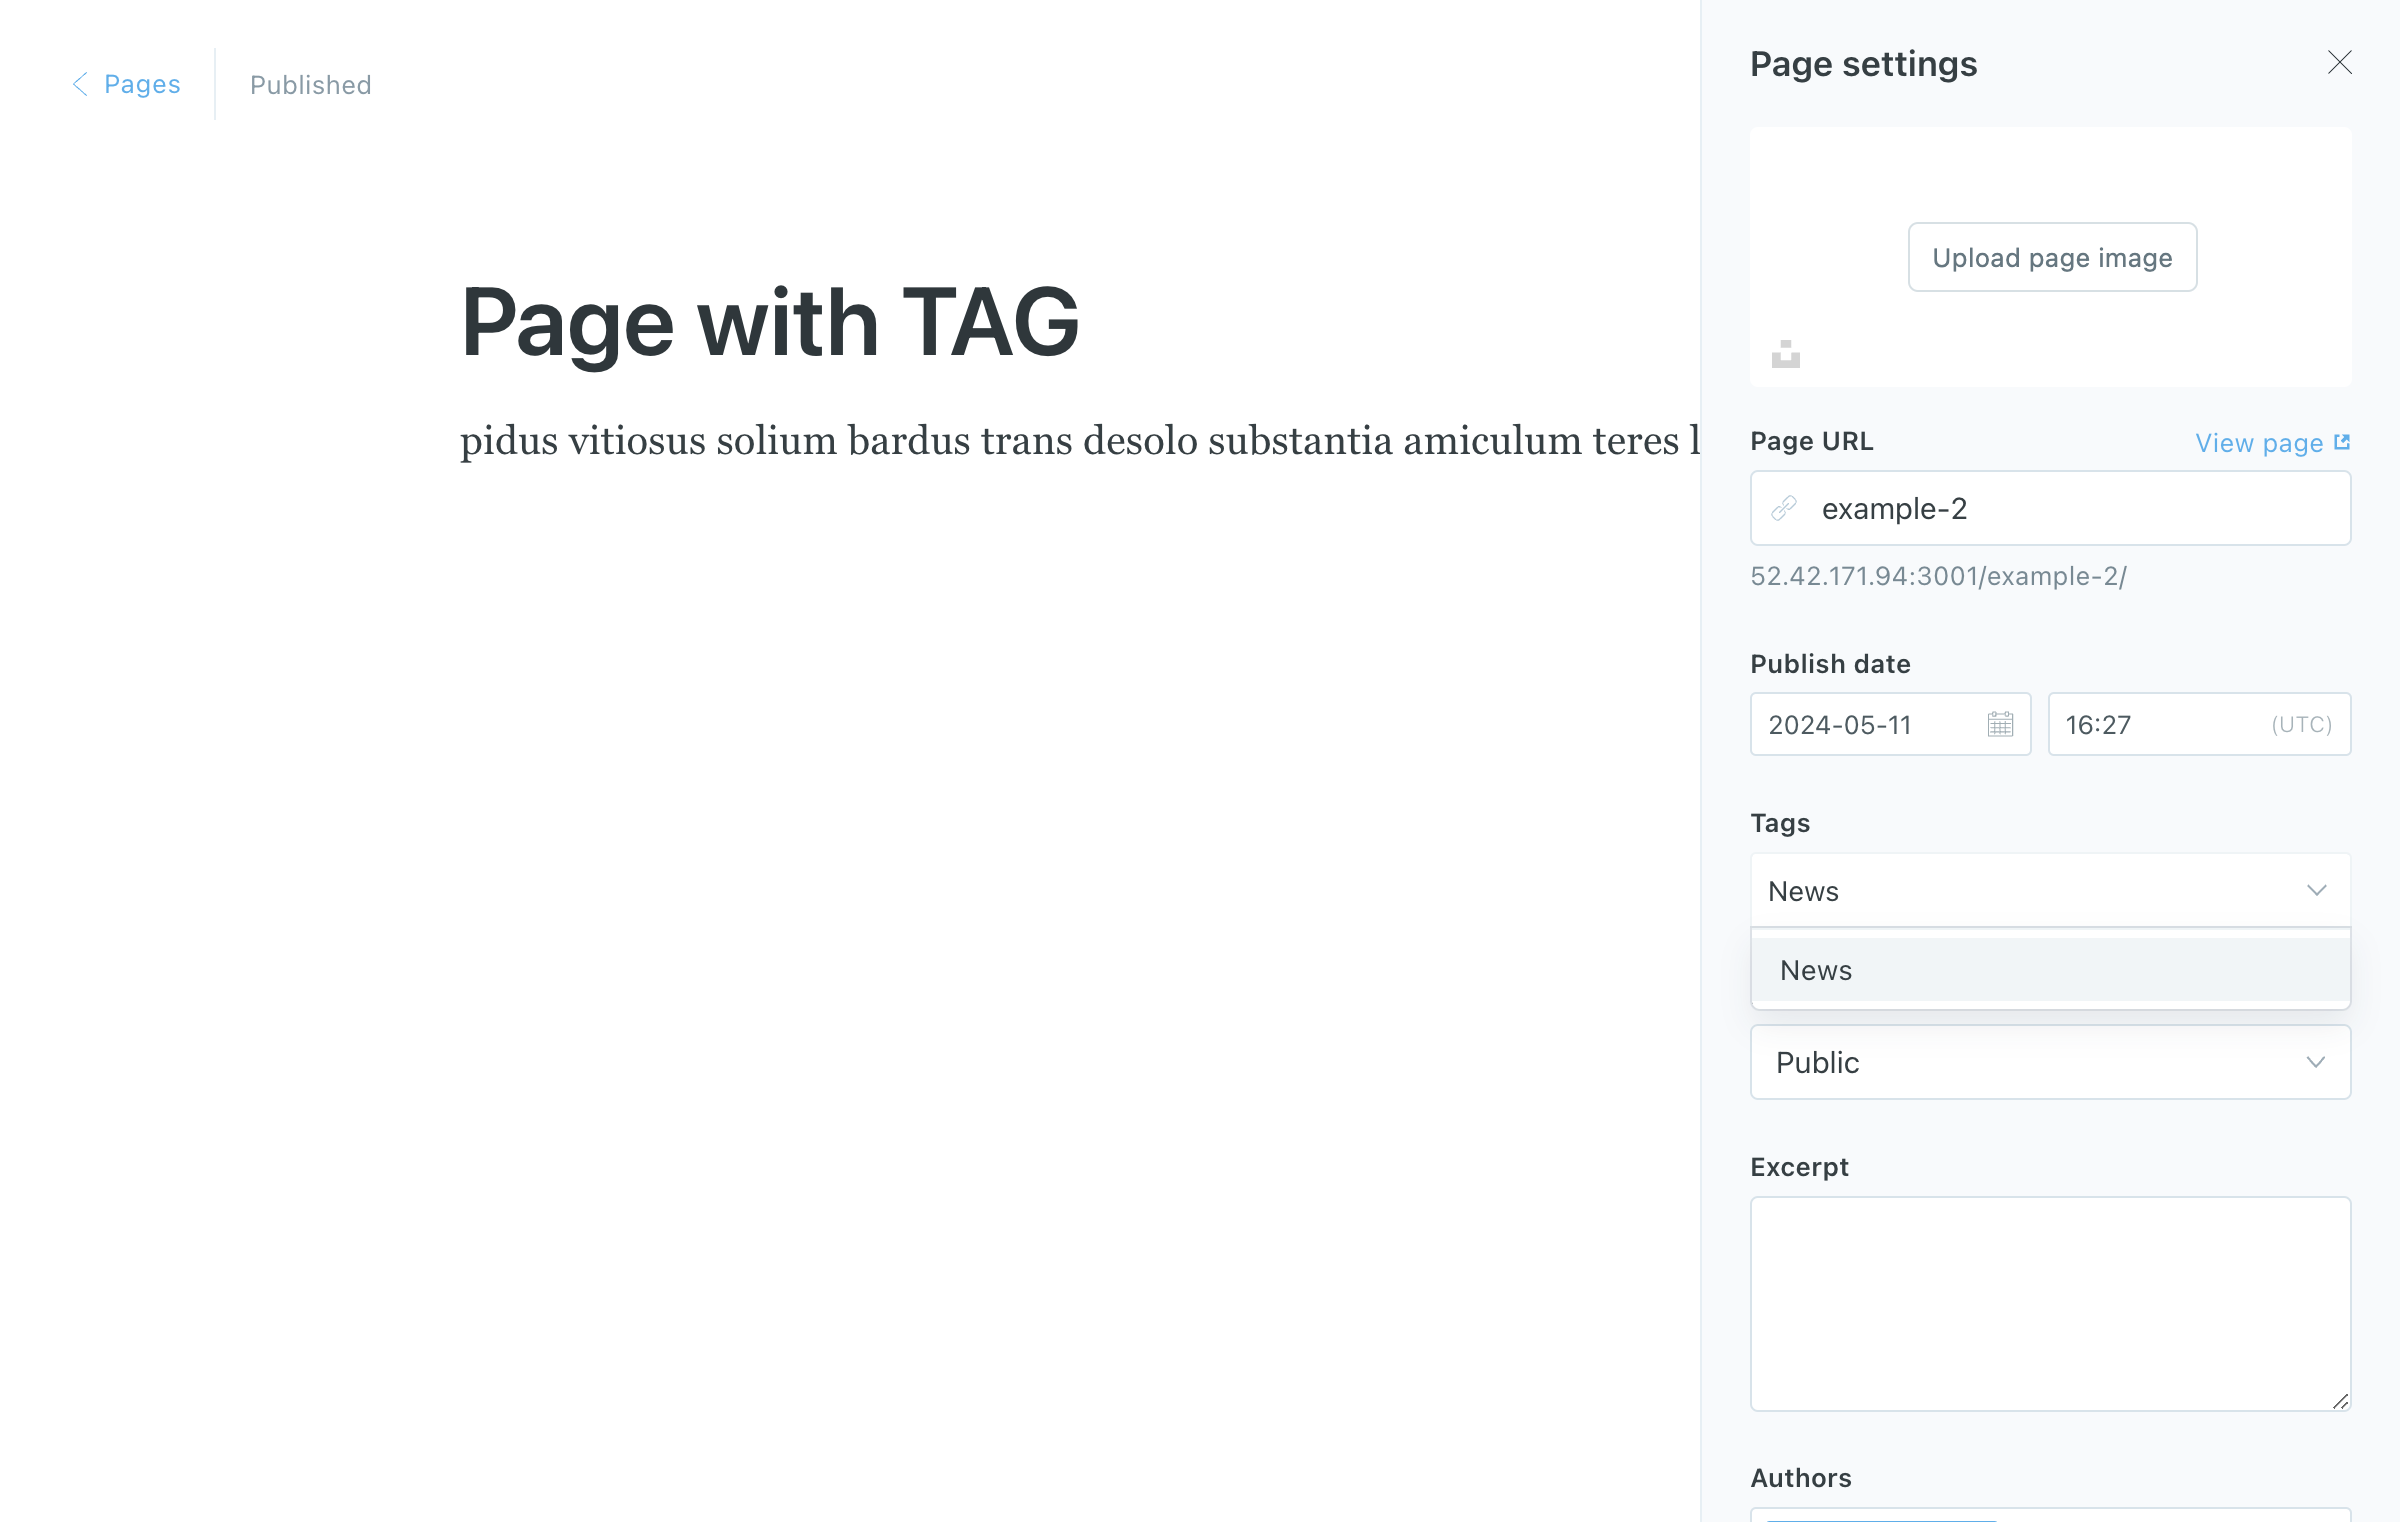 Pages
Published
Page with TAG
pidus vitiosus solium bardus trans desolo substantia amiculum teres l
Page settings
Upload page image
Page URL
View page
example-2
52.42.171.94:3001/example-2/
Publish date
2024-05-11
16:27
(UTC)
Tags
News
News
Public
Excerpt
Authors